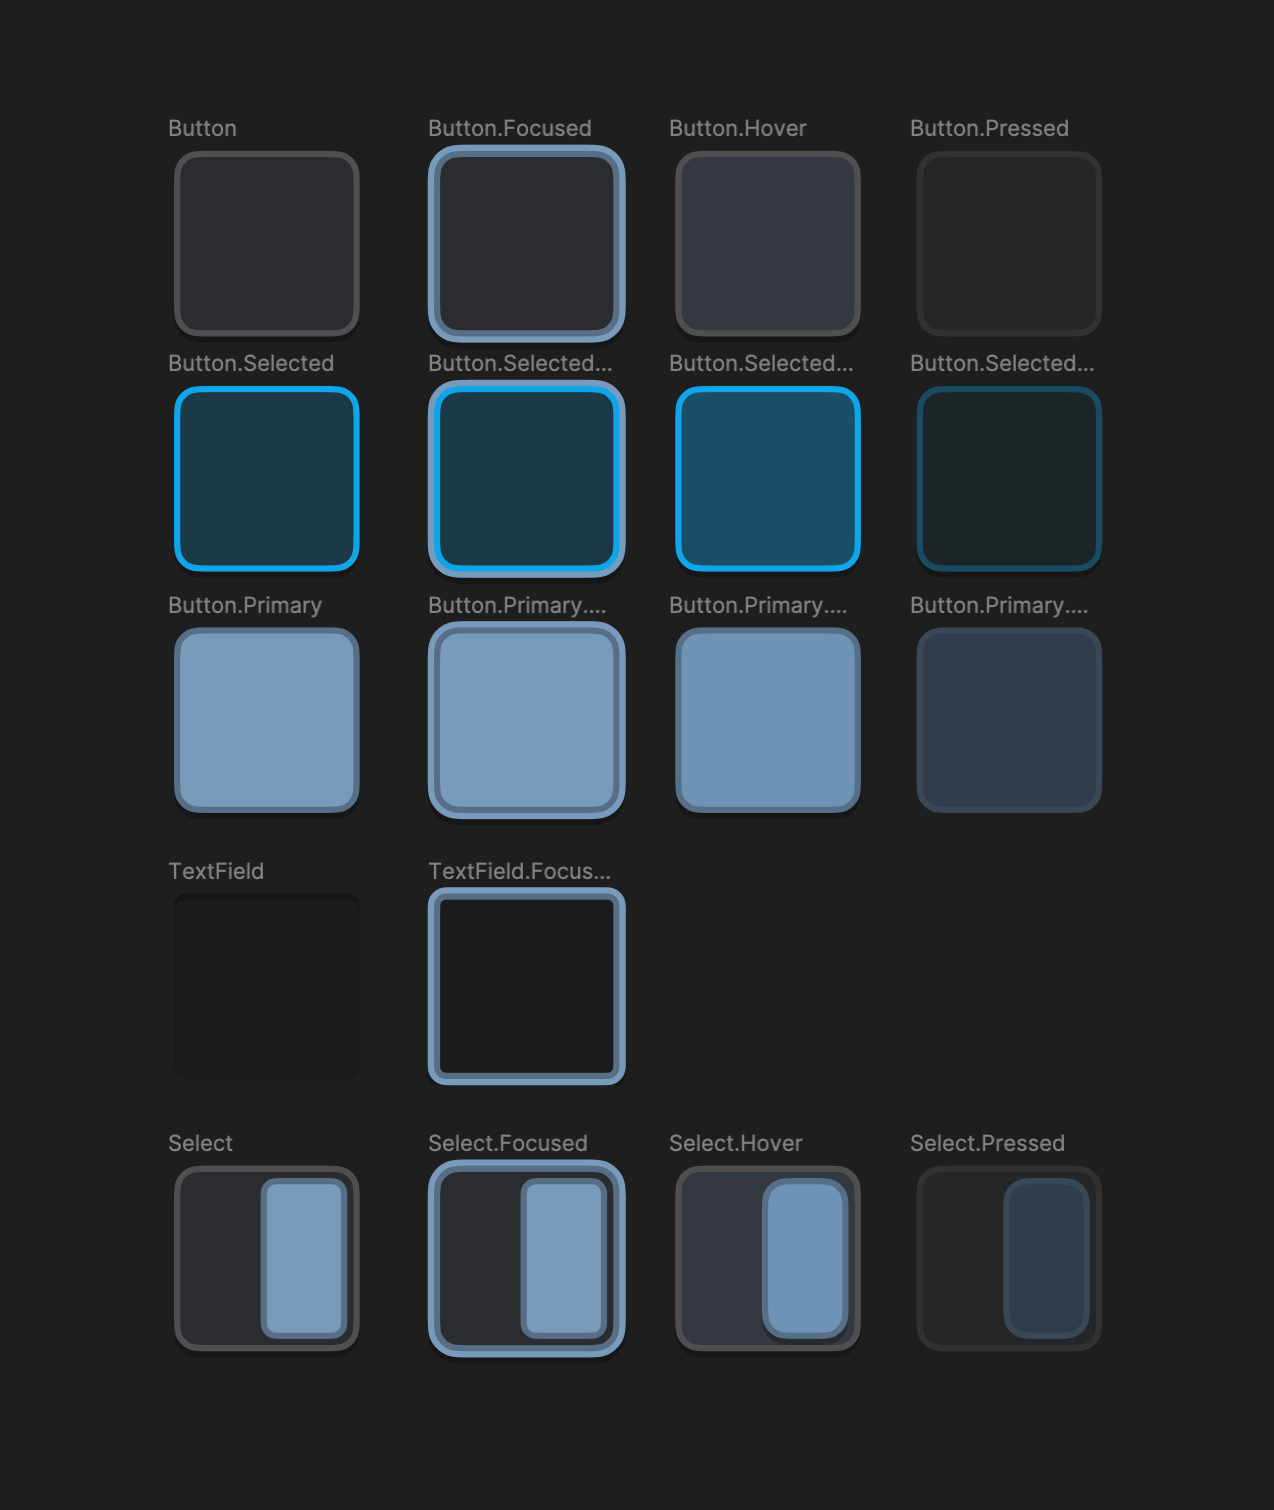 Button
Button.Focused
Button.Hover
Button.Pressed
Button.Selected
Button.Selected...
Button.Selected...
Button.Selected...
Button.Primary
Button.Primary....
Button.Primary....
Button.Primary....
TextField
TextField.Focus...
Select
Select.Focused
Select.Hover
Select.Pressed